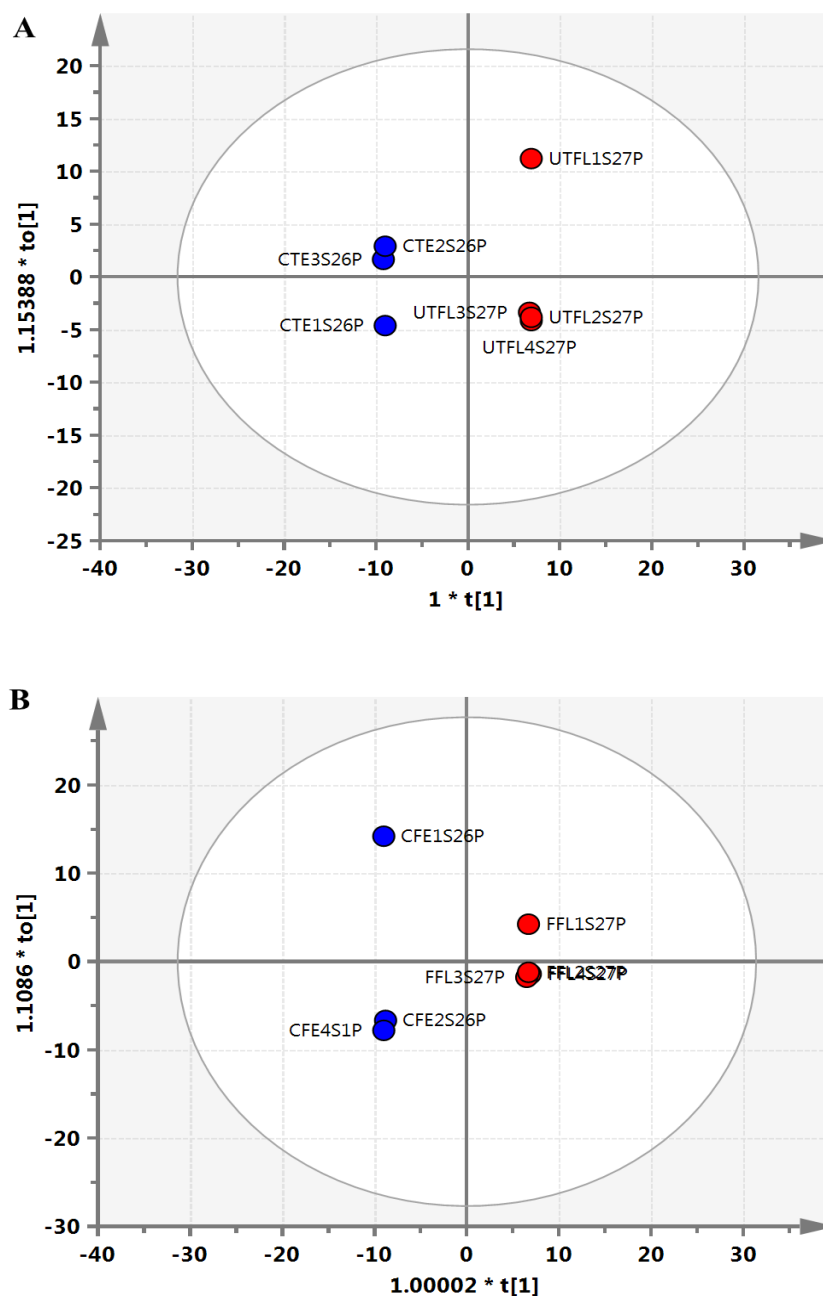 A
20
15
10
5
0
-5
-10
-15
-20
-25
1.15388 * to[1]
UTFL1S27P
CTE2S26P
CTE3S26P
UTFL3S27P
UTFL2S27P
CTE1S26P
UTFL4S27P
-40 -30 -20 -10 0 10 20 30
1 * t[1]
B
20
10
0
-10
-20
-30
1.1086 * to[1]
CFE1S26P
FFL1S27P
FFL2S27P
FFL4S27P
FFL3S27P
CFE2S26P
CFE4S1P
-40 -30 -20 -10 0 10 20 30
1.00002 * t[1]